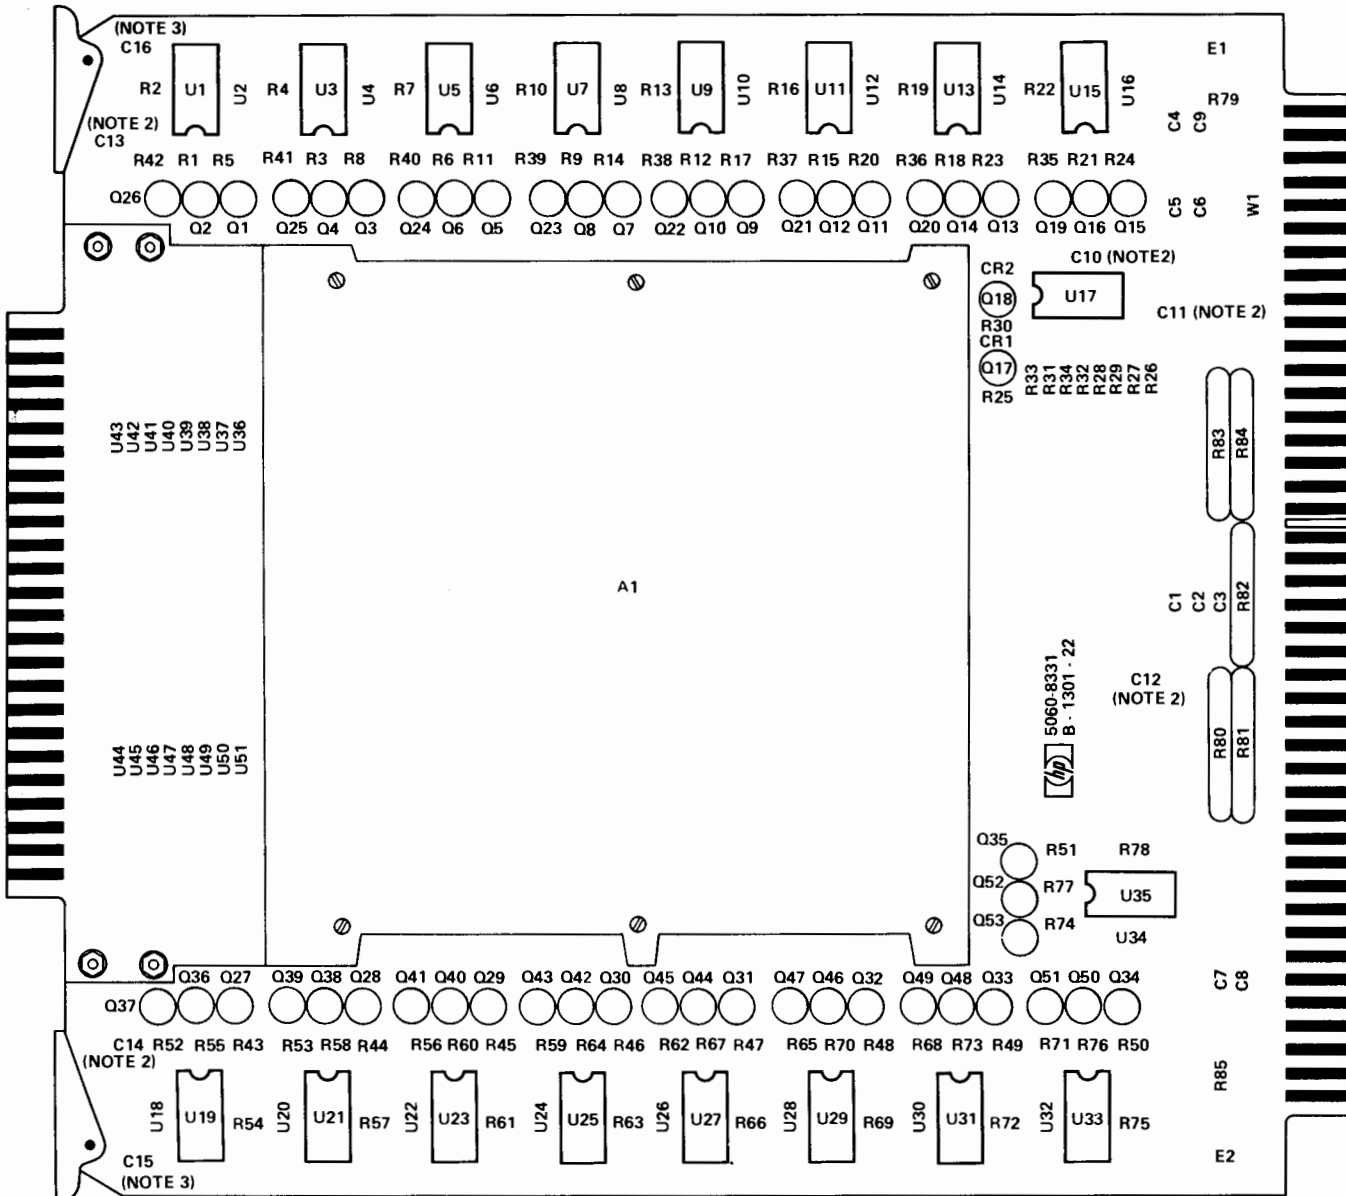 (NOTE 3)
C16
E1
R2 U1 U2 R4 U3 U4 R7 U5 U6 R10 U7 U8 R13 U9 U10 R16 U11 U12 R19 U13 U14 R22 U15 U16
R79
(NOTE 2)
C13
C4 C9
R42 R1 R5 R41 R3 R8 R40 R6 R11 R39 R9 R14 R38 R12 R17 R37 R15 R20 R36 R18 R23 R35 R21 R24
Q26
C5 C6 W1
Q2 Q1 Q25 Q4 Q3 Q24 Q6 Q5 Q23 Q8 Q7 Q22 Q10 Q9 Q21 Q12 Q11 Q20 Q14 Q13 Q19 Q16 Q15
C10 (NOTE2)
CR2
Q18 U17
C11 (NOTE 2)
R30
CR1
Q17
R33 R31 R34 R32 R28 R29 R27 R26
R25
U43 U42 U41 U40 U39 U38 U37 U36
R83 R84
A1
C1 C2 C3 R82
5060-8331
B - 1301 - 22
C12
(NOTE 2)
U44 U45 U46 U47 U48 U49 U50 U51
hp
R80 R81
Q35 R51 R78
Q52 R77 U35
Q53 R74
U34
Q36 Q27 Q39 Q38 Q28 Q41 Q40 Q29 Q43 Q42 Q30 Q45 Q44 Q31 Q47 Q46 Q32 Q49 Q48 Q33 Q51 Q50 Q34
C7 C8
Q37
C14 R52 R55 R43 R53 R58 R44 R56 R60 R45 R59 R64 R46 R62 R67 R47 R65 R70 R48 R68 R73 R49 R71 R76 R50
(NOTE 2)
R85
U18 U19 R54 U20 U21 R57 U22 U23 R61 U24 U25 R63 U26 U27 R66 U28 U29 R69 U30 U31 R72 U32 U33 R75
C15
E2
(NOTE 3)